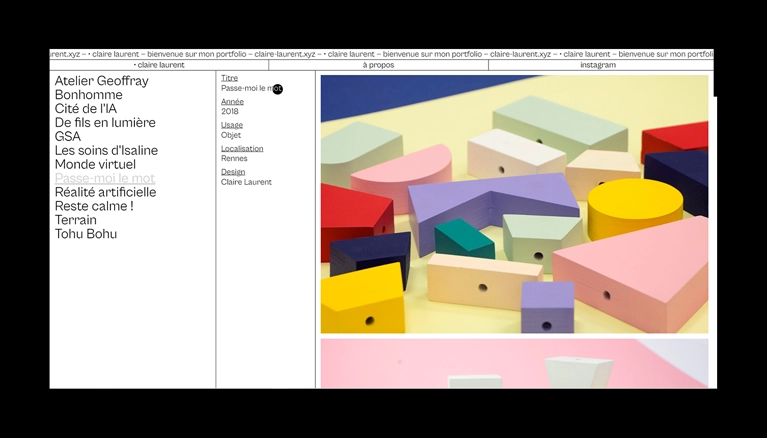 urent.xyz – • claire laurent – bienvenue sur mon portfolio – claire-laurent.xyz – • claire laurent – bienvenue sur mon portfolio – claire-laurent.xyz – • claire laurent – bienvenue sur mon portfoli
• claire laurent
à propos
instagram
Atelier Geoffray
Bonhomme
Cité de l'IA
De fils en lumière
GSA
Les soins d'Isaline
Monde virtuel
Passe-moi le mot
Réalité artificielle
Reste calme !
Terrain
Tohu Bohu
Titre
Passe-moi le mot
Année
2018
Usage
Objet
Localisation
Rennes
Design
Claire Laurent